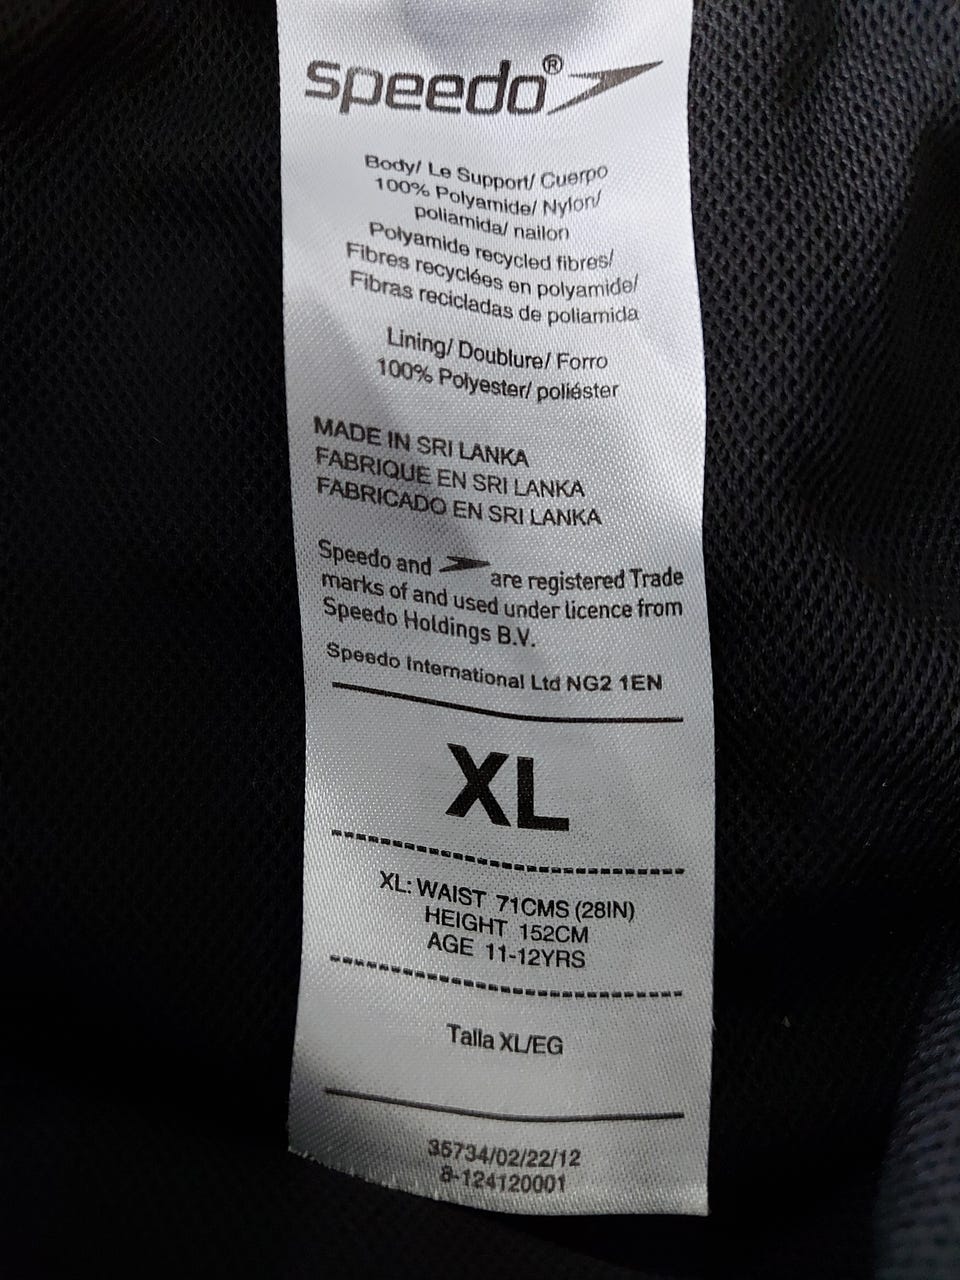 speedo®
Body/ Le Support/ Cuerpo
100% Polyamide/ Nylon/
poliamida/ nailon
Polyamide recycled fibres/
Fibres recyclées en polyamide/
Fibras recicladas de poliamida
Lining/ Doublure/ Forro
100% Polyester/ poliéster
MADE IN SRI LANKA
FABRIQUE EN SRI LANKA
FABRICADO EN SRI LANKA
Speedo and are registered Trade
marks of and used under licence from
Speedo Holdings B.V.
Speedo International Ltd NG2 1EN
XL
XL: WAIST 71CMS (28IN)
HEIGHT 152CM
AGE 11-12YRS
Talla XL/EG
35734/02/22/12
8-124120001